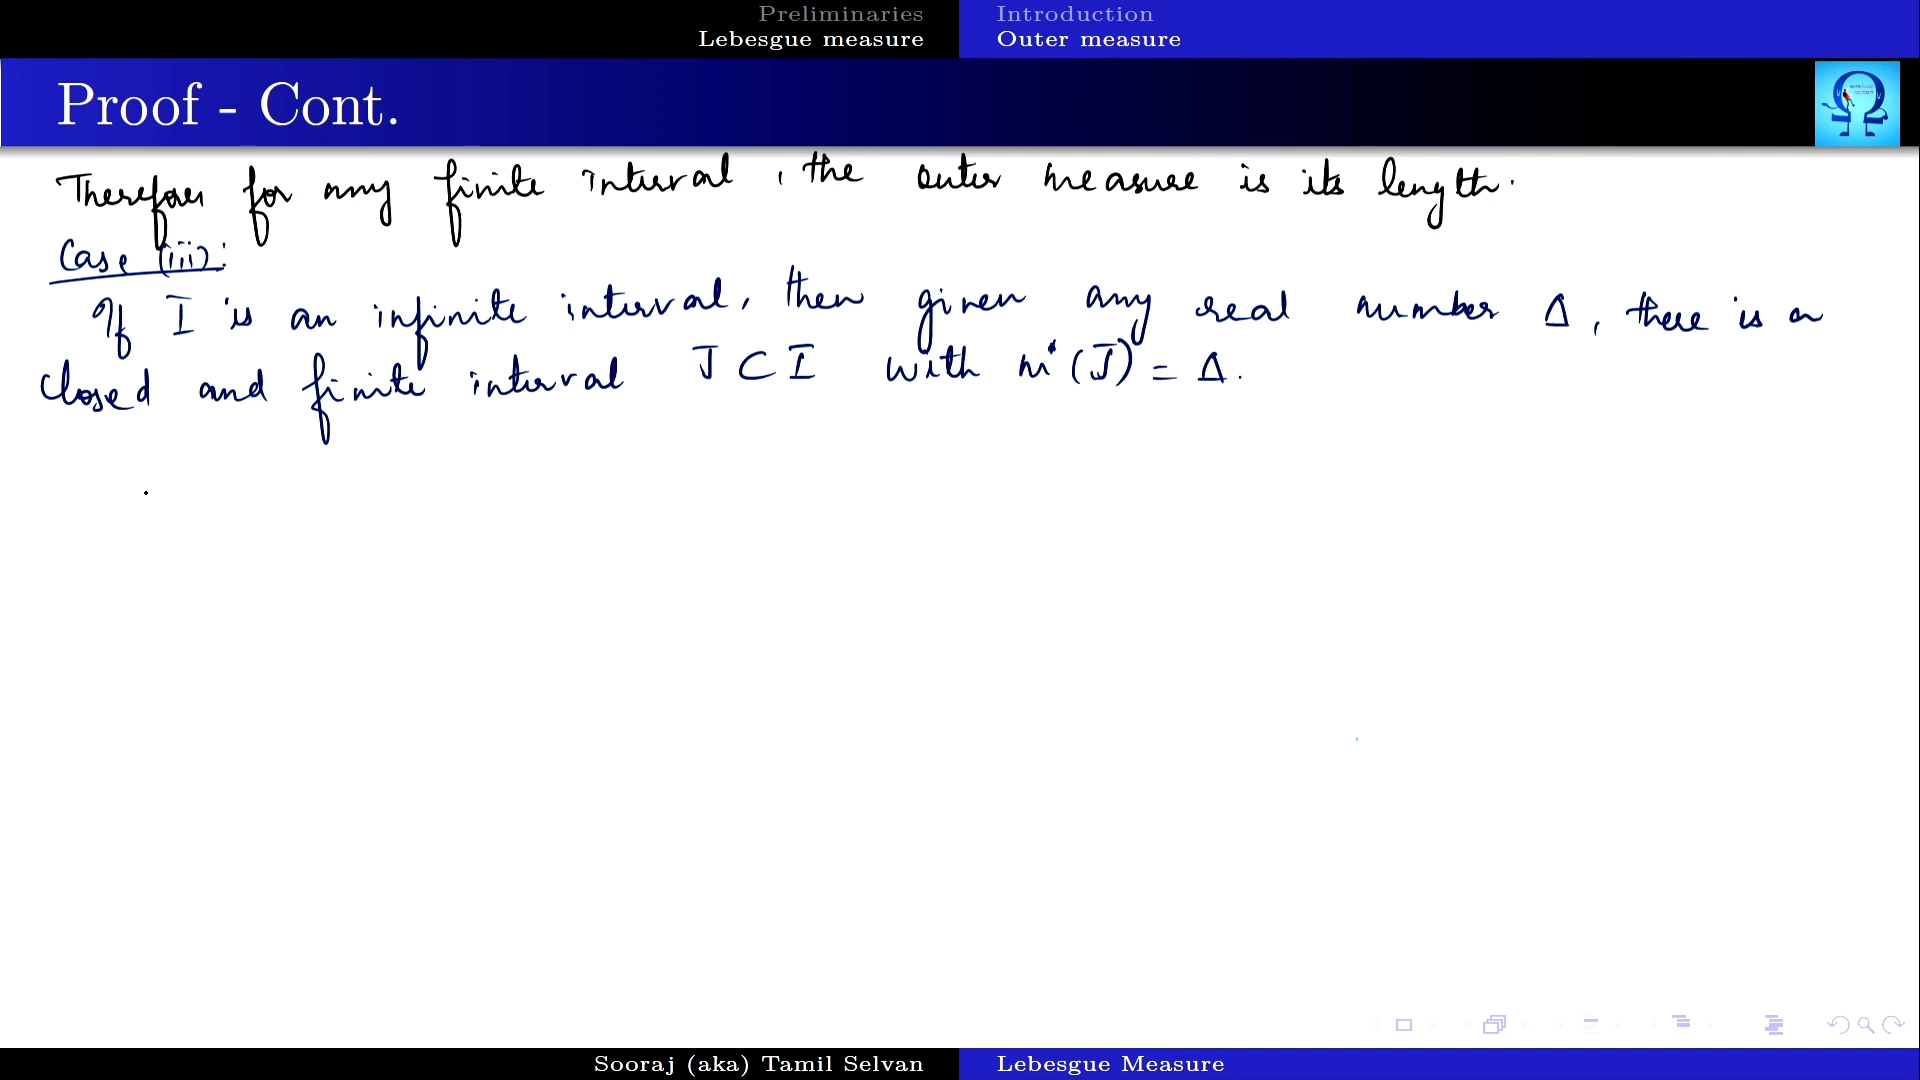 Preliminaries
Lebesgue measure
Introduction
Outer measure
Proof - Cont.
Therefore for any finite interval, the outer measure is its length.
Case (iii):
If I is an infinite interval, then given any real number Δ, there is a
closed and finite interval J ⊂ I with m*(J) = Δ.
Sooraj (aka) Tamil Selvan
Lebesgue Measure